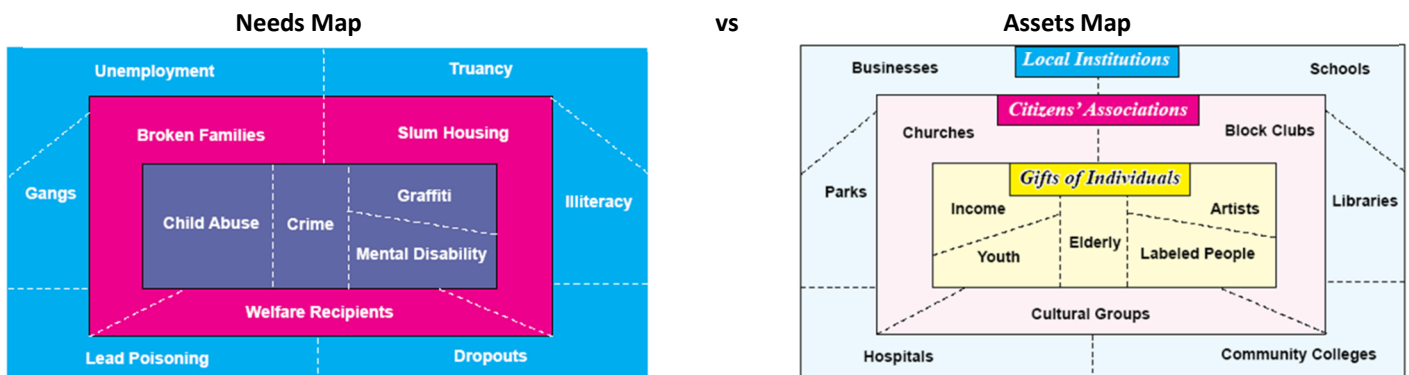 Needs Map
vs
Assets Map
Unemployment
Truancy
Broken Families
Slum Housing
Gangs
Child Abuse
Crime
Graffiti
Mental Disability
Illiteracy
Welfare Recipients
Lead Poisoning
Dropouts
Local Institutions
Businesses
Schools
Citizens' Associations
Churches
Block Clubs
Gifts of Individuals
Parks
Income
Artists
Libraries
Youth
Elderly
Labeled People
Cultural Groups
Hospitals
Community Colleges